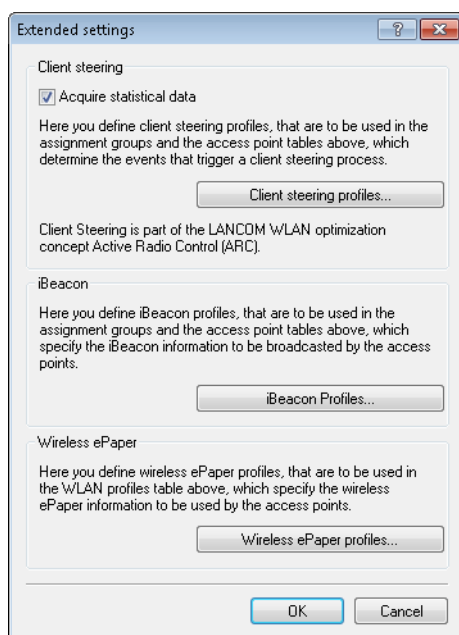 Extended settings
Client steering
Acquire statistical data
Here you define client steering profiles, that are to be used in the
assignment groups and the access point tables above, which
determine the events that trigger a client steering process.
Client steering profiles...
Client Steering is part of the LANCOM WLAN optimization
concept Active Radio Control (ARC).
iBeacon
Here you define iBeacon profiles, that are to be used in the
assignment groups and the access point tables above, which
specify the iBeacon information to be broadcasted by the access
points.
iBeacon Profiles...
Wireless ePaper
Here you define wireless ePaper profiles, that are to be used in
the WLAN profiles table above, which specify the wireless
ePaper information to be used by the access points.
Wireless ePaper profiles...
OK
Cancel